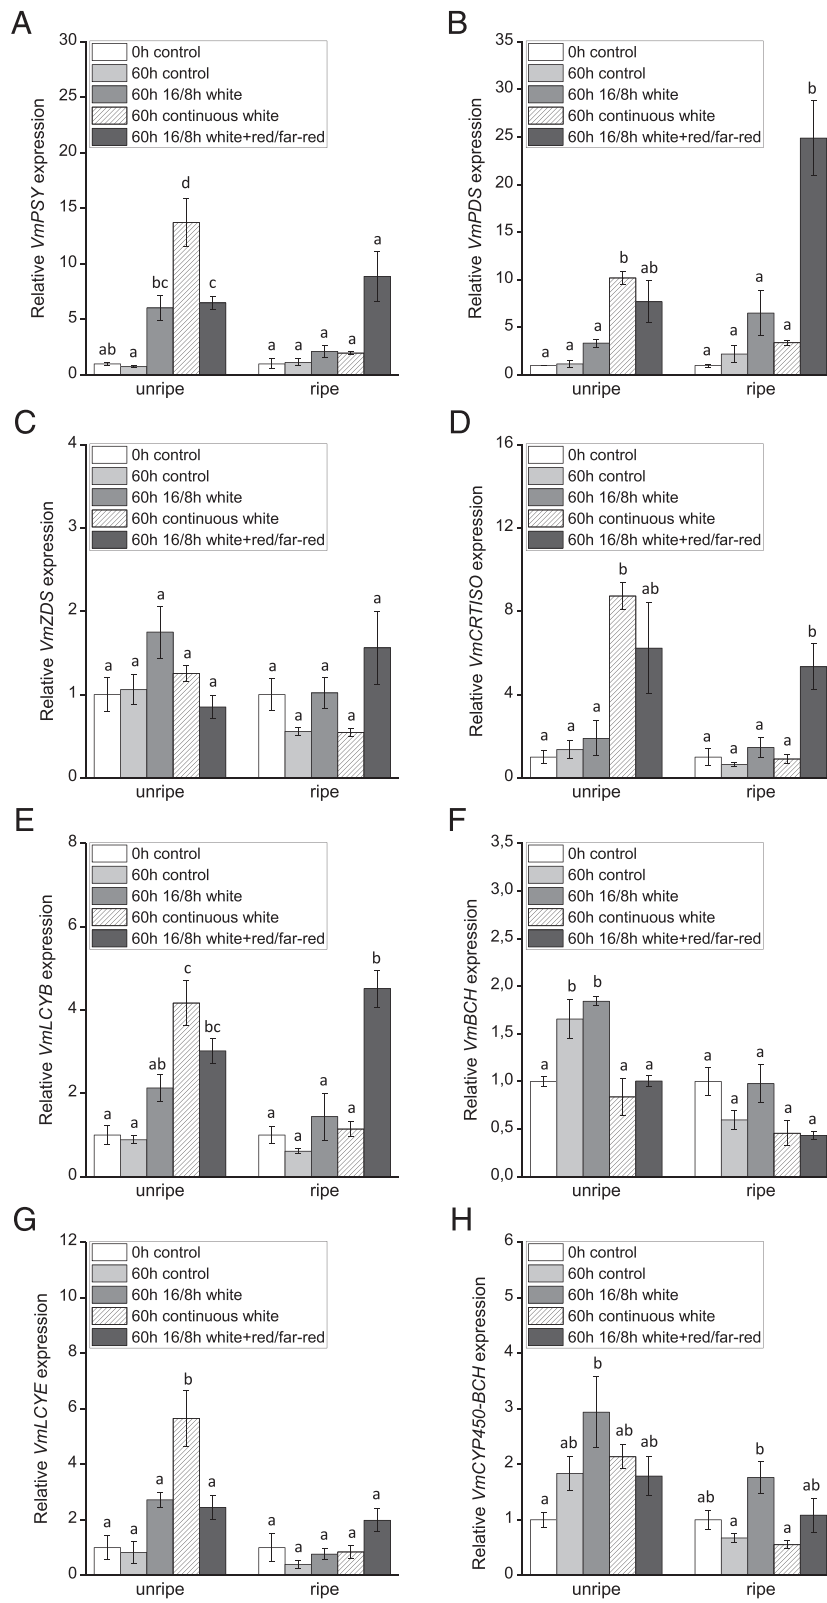 A
30
25
20
15
10
5
0
Relative VmPSY expression
0h control
60h control
60h 16/8h white
60h continuous white
60h 16/8h white+red/far-red
ab a bc d c a a a a a
unripe ripe
B
35
30
25
20
15
10
5
0
Relative VmPDS expression
0h control
60h control
60h 16/8h white
60h continuous white
60h 16/8h white+red/far-red
a a a b ab a a a a b
unripe ripe
C
4
3
2
1
0
Relative VmZDS expression
0h control
60h control
60h 16/8h white
60h continuous white
60h 16/8h white+red/far-red
a a a a a a a a a a
unripe ripe
D
16
12
8
4
0
Relative VmCRTISO expression
0h control
60h control
60h 16/8h white
60h continuous white
60h 16/8h white+red/far-red
a a a b ab a a a a b
unripe ripe
E
8
6
4
2
0
Relative VmLCYB expression
0h control
60h control
60h 16/8h white
60h continuous white
60h 16/8h white+red/far-red
a a ab c bc a a a a b
unripe ripe
F
3,5
3,0
2,5
2,0
1,5
1,0
0,5
0,0
Relative VmBCH expression
0h control
60h control
60h 16/8h white
60h continuous white
60h 16/8h white+red/far-red
a b b a a a a a a a
unripe ripe
G
12
10
8
6
4
2
0
Relative VmLCYE expression
0h control
60h control
60h 16/8h white
60h continuous white
60h 16/8h white+red/far-red
a a a b a a a a a a
unripe ripe
H
6
5
4
3
2
1
0
Relative VmCYP450-BCH expression
0h control
60h control
60h 16/8h white
60h continuous white
60h 16/8h white+red/far-red
a ab b ab ab ab a b a ab
unripe ripe